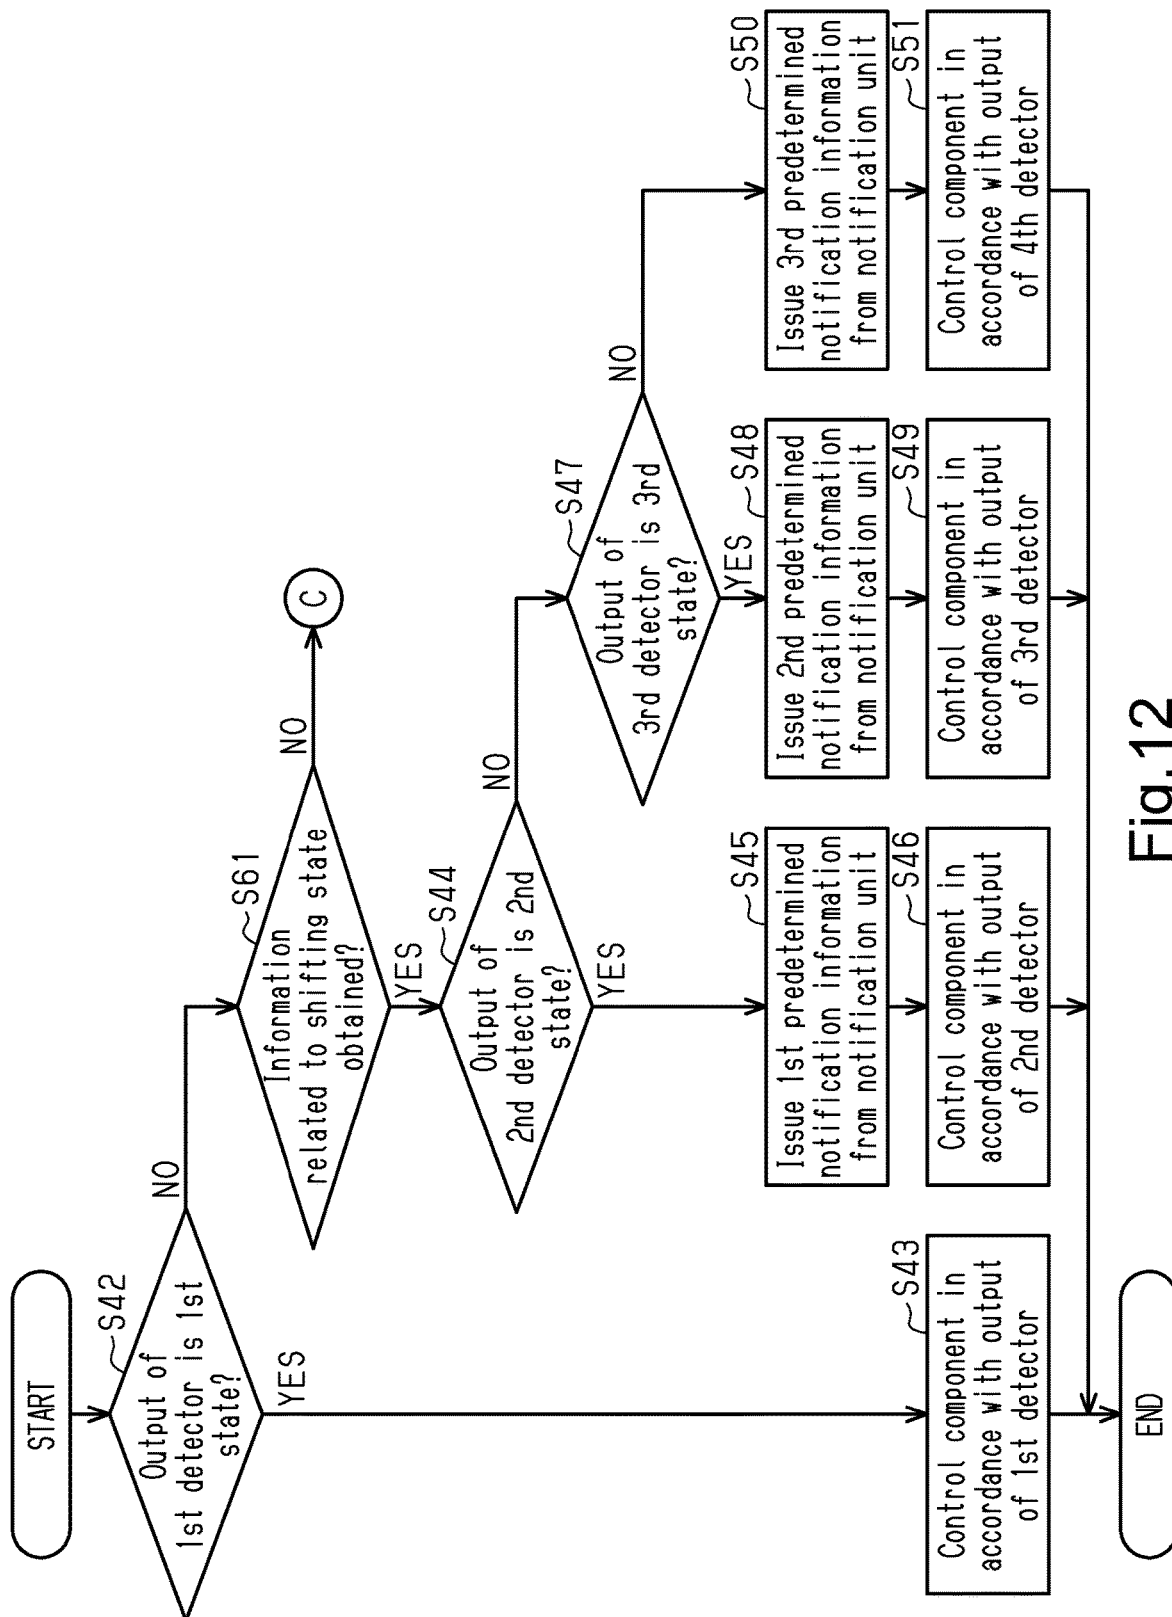 START
S42
Output of
1st detector is 1st
state?
YES
NO
S61
Information
related to shifting state
obtained?
NO
C
YES
S44
Output of
2nd detector is 2nd
state?
NO
YES
S47
Output of
3rd detector is 3rd
state?
NO
YES
S45
Issue 1st predetermined
notification information
from notification unit
S48
Issue 2nd predetermined
notification information
from notification unit
S50
Issue 3rd predetermined
notification information
from notification unit
S43
Control component in
accordance with output
of 1st detector
S46
Control component in
accordance with output
of 2nd detector
S49
Control component in
accordance with output
of 3rd detector
S51
Control component in
accordance with output
of 4th detector
END
Fig.12